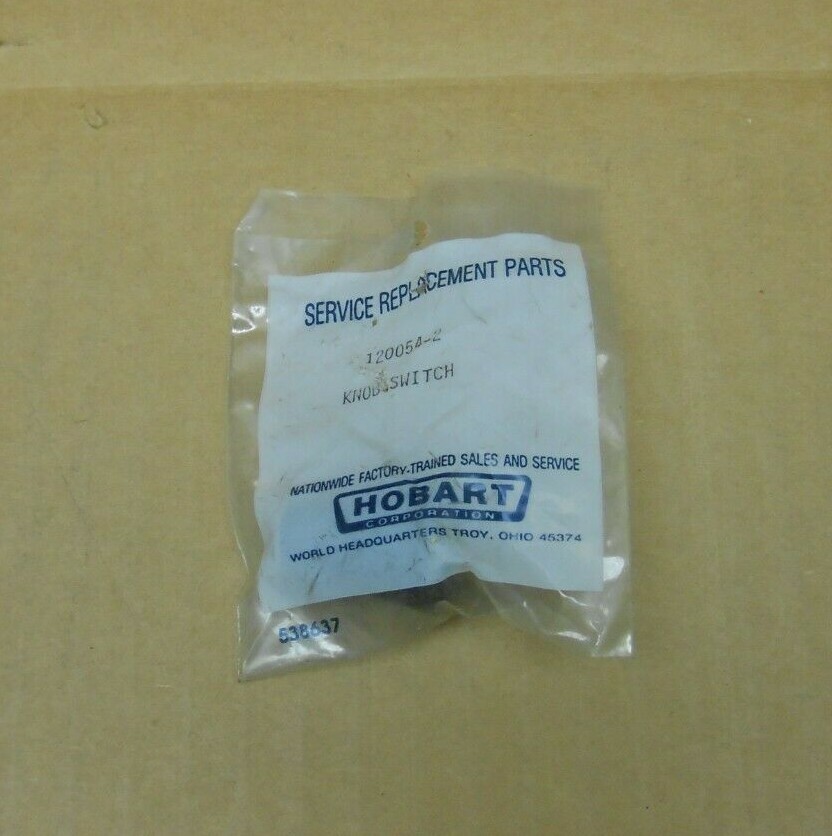 SERVICE REPLACEMENT PARTS
120054-2
KNOB-SWITCH
NATIONWIDE FACTORY-TRAINED SALES AND SERVICE
HOBART
CORPORATION
WORLD HEADQUARTERS TROY, OHIO 45374
538637